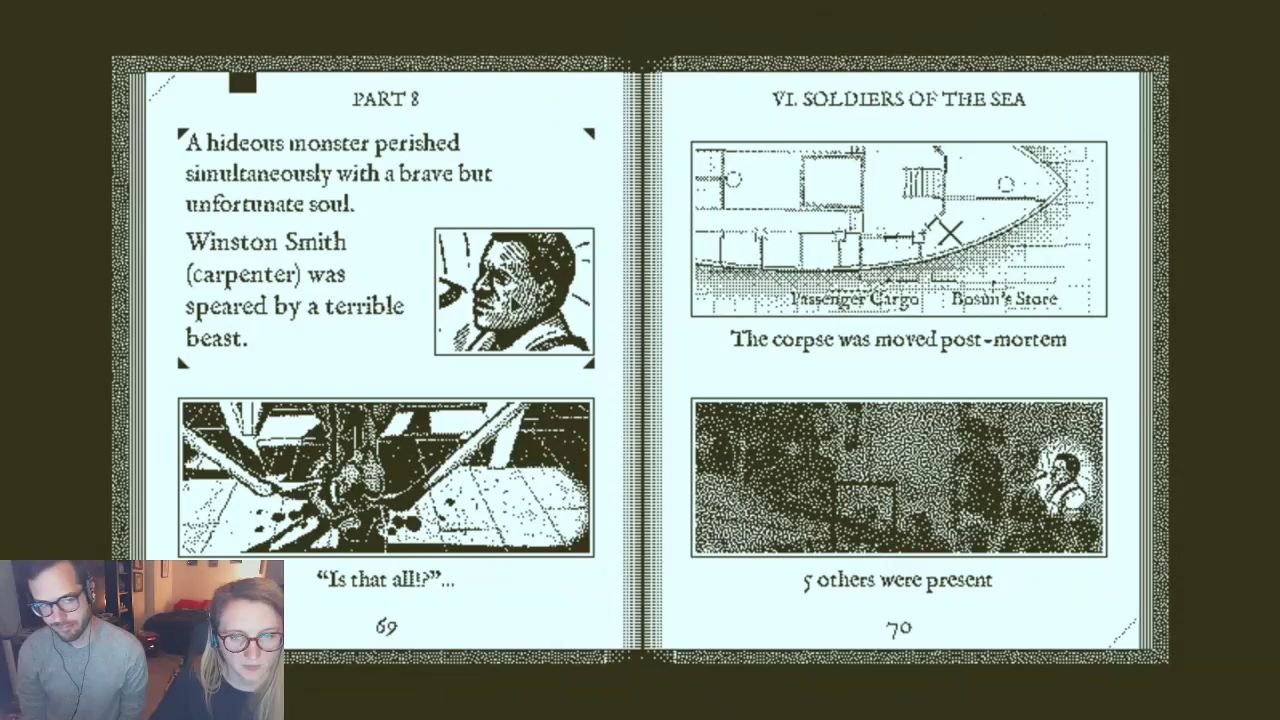 PART 8
A hideous monster perished
simultaneously with a brave but
unfortunate soul.
Winston Smith
(carpenter) was
speared by a terrible
beast.
"Is that all!?"...
69
VI. SOLDIERS OF THE SEA
Passenger Cargo
Bosun's Store
The corpse was moved post-mortem
5 others were present
70